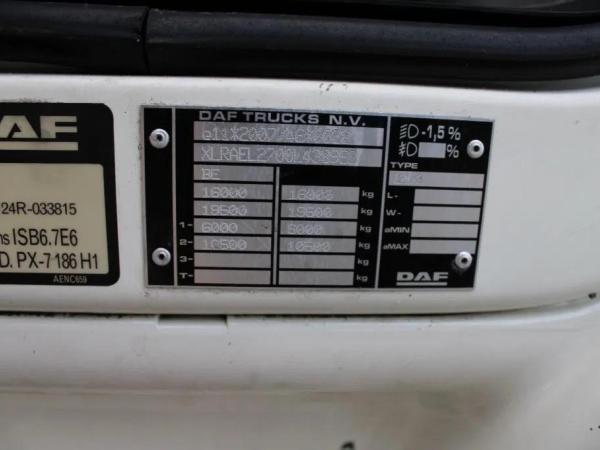 DAF
24R-033815
ns ISB6.7E6
D. PX-7 186 H1
AENC659
DAF TRUCKS N.V.
BE
16000 16000 kg
19500 19500 kg
1- 6000 6000 kg
2- 10500 10500 kg
3- kg
T- kg
-1,5 %
%
TYPE
L-
W-
aMIN
aMAX
DAF